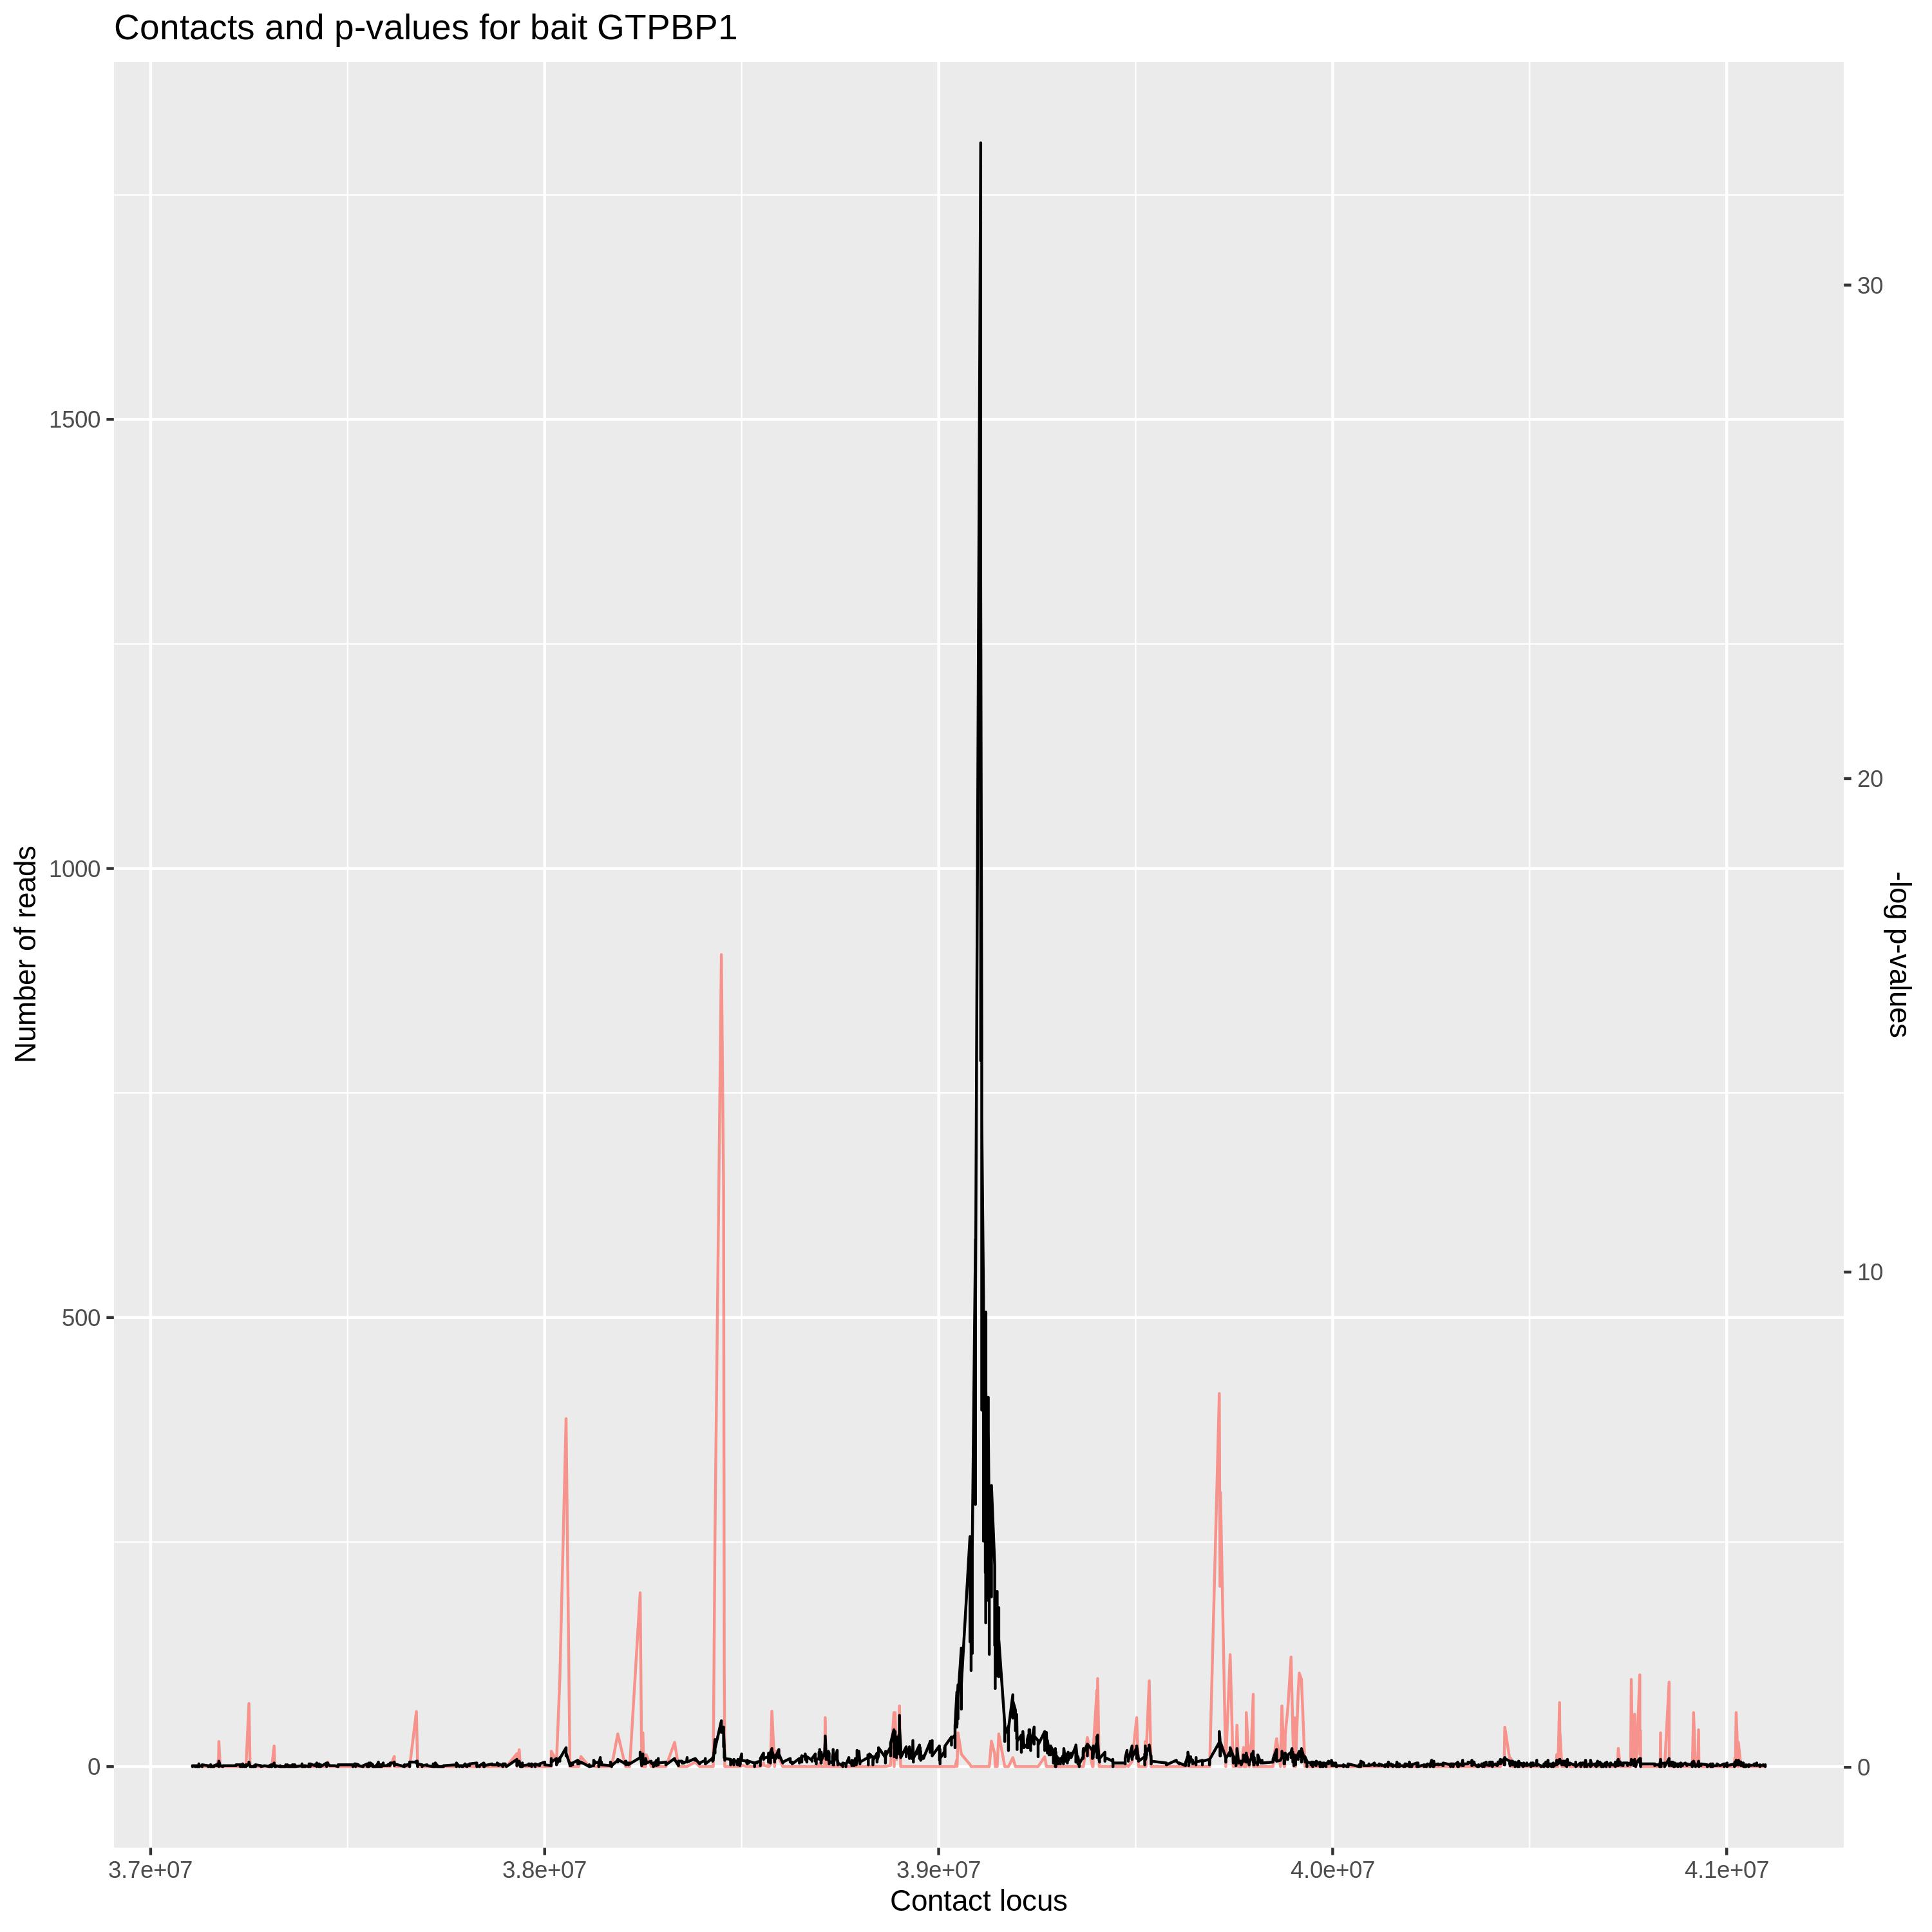 Contacts and p-values for bait GTPBP1
30
1500
20
1000
Number of reads
-log p-values
10
500
0
0
3.7e+07
3.8e+07
3.9e+07
4.0e+07
4.1e+07
Contact locus